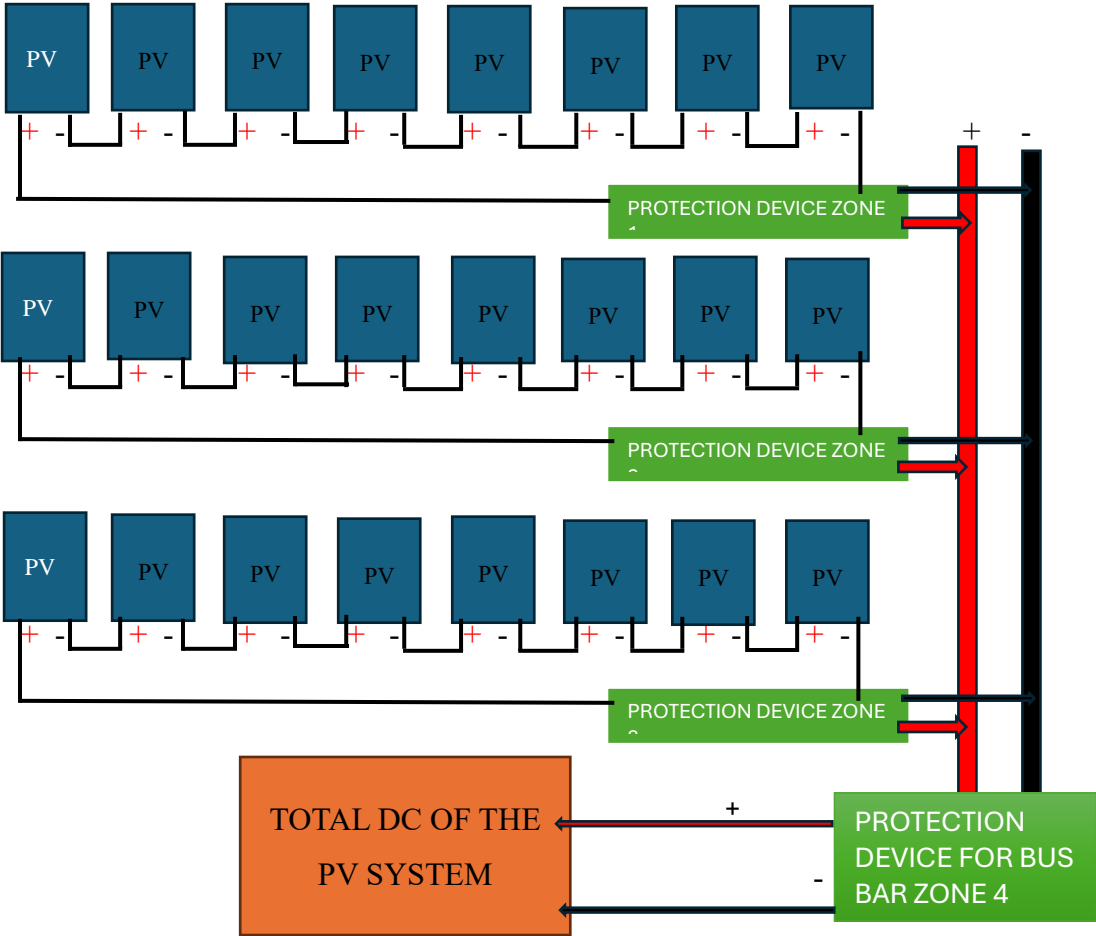 PV PV PV PV PV PV PV PV
+ - + - + - + - + - + - + - + -
+ -
PROTECTION DEVICE ZONE
PV PV PV PV PV PV PV PV
+ - + - + - + - + - + - + - + -
PROTECTION DEVICE ZONE
PV PV PV PV PV PV PV PV
+ - + - + - + - + - + - + - + -
PROTECTION DEVICE ZONE
TOTAL DC OF THE
PV SYSTEM
+
-
PROTECTION
DEVICE FOR BUS
BAR ZONE 4